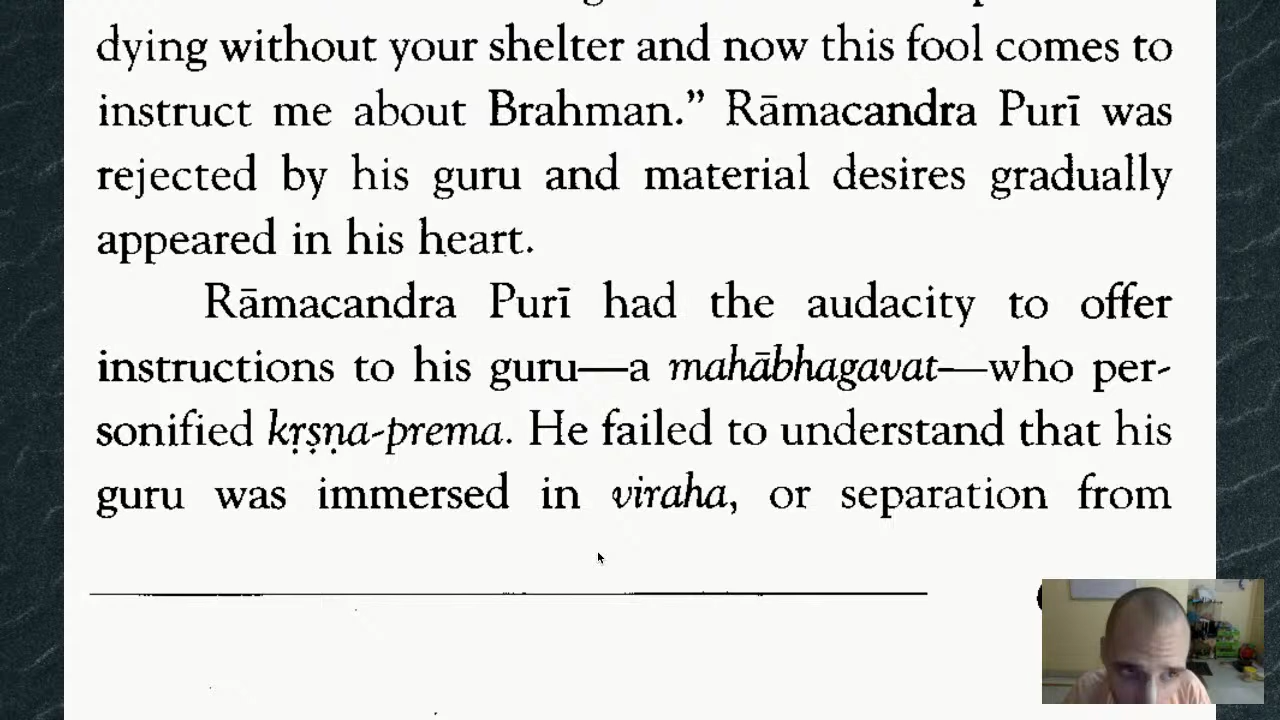 dying without your shelter and now this fool comes to
instruct me about Brahman.” Rāmacandra Purī was
rejected by his guru and material desires gradually
appeared in his heart.
Rāmacandra Purī had the audacity to offer
instructions to his guru—a mahābhagavat—who per-
sonified kṛṣṇa-prema. He failed to understand that his
guru was immersed in viraha, or separation from